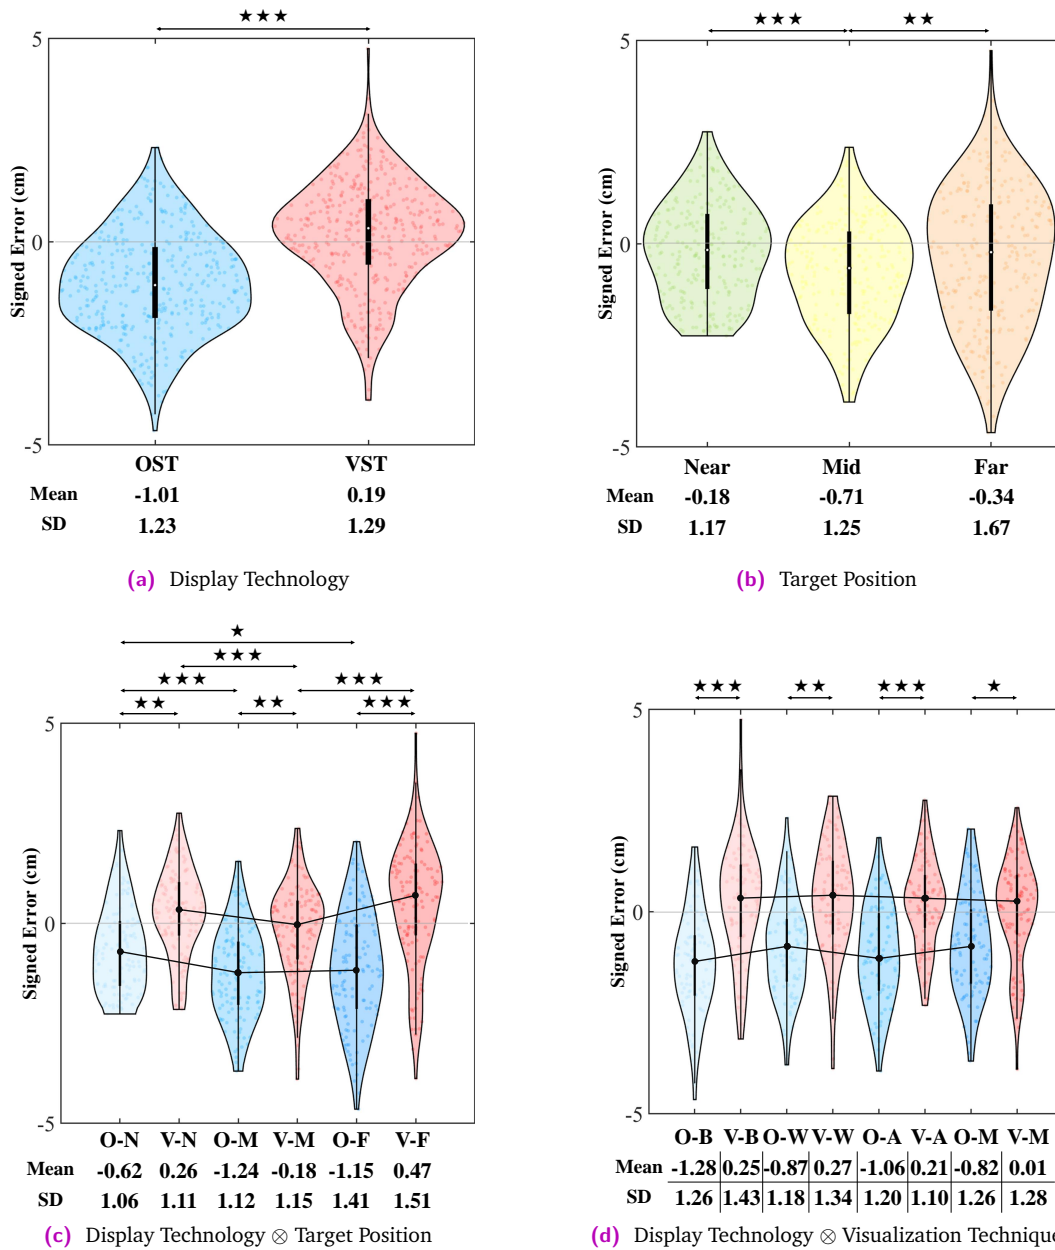 ★★★
5
0
-5
Signed Error (cm)
OST VST
Mean -1.01 0.19
SD 1.23 1.29
(a) Display Technology
★★★ ★★
5
0
-5
Signed Error (cm)
Near Mid Far
Mean -0.18 -0.71 -0.34
SD 1.17 1.25 1.67
(b) Target Position
★
★★★
★★★ ★★★
★★ ★★ ★★★
5
0
-5
Signed Error (cm)
O-N V-N O-M V-M O-F V-F
Mean -0.62 0.26 -1.24 -0.18 -1.15 0.47
SD 1.06 1.11 1.12 1.15 1.41 1.51
(c) Display Technology ⊗ Target Position
★★★ ★★ ★★★ ★
5
0
-5
Signed Error (cm)
O-B V-B O-W V-W O-A V-A O-M V-M
Mean -1.28 0.25 -0.87 0.27 -1.06 0.21 -0.82 0.01
SD 1.26 1.43 1.18 1.34 1.20 1.10 1.26 1.28
(d) Display Technology ⊗ Visualization Technique